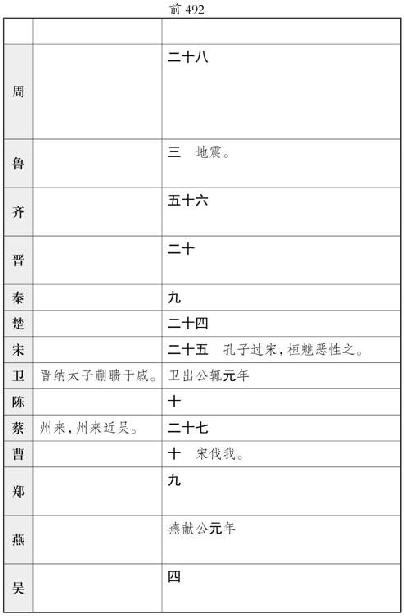 前 492
周 二十八
鲁 三 地震。
齐 五十六
晋 二十
秦 九
楚 二十四
宋 二十五 孔子过宋，桓魋恶性之。
卫 晋纳太子蒯聩于戚。 卫出公辄元年
陈 十
蔡 州来，州来近吴。 二十七
曹 十 宋伐我。
郑 九
燕 燕献公元年
吴 四